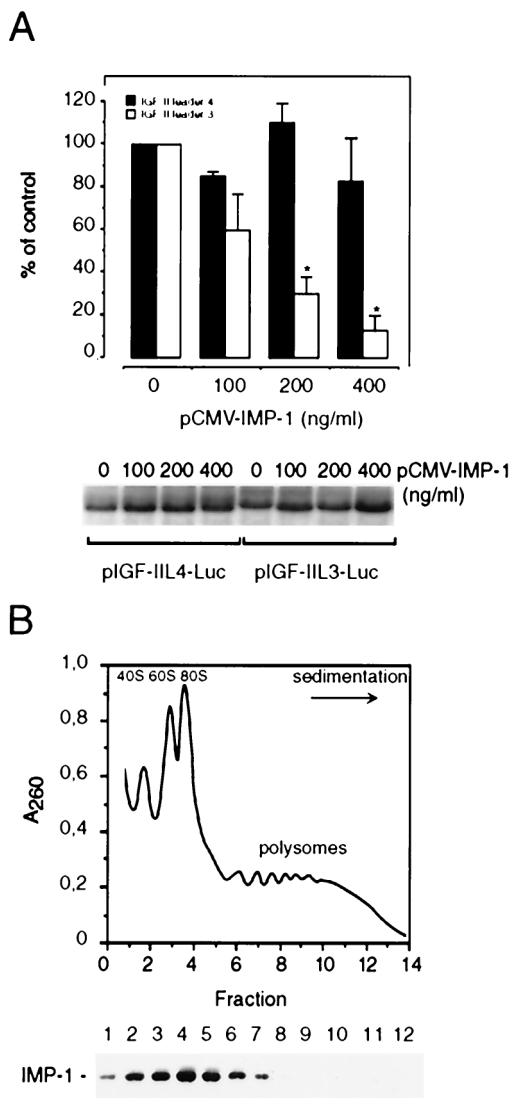 A
120
100
80
60
40
20
0
% of control
IGF II leader 4
IGF II leader 3
*
*
0 100 200 400
pCMV-IMP-1 (ng/ml)
0 100 200 400 0 100 200 400 pCMV-IMP-1
(ng/ml)
pIGF-IIL4-Luc pIGF-IIL3-Luc
B
1,0
0,8
0,6
0,4
0,2
0
A260
40S 60S 80S
sedimentation
polysomes
0 2 4 6 8 10 12 14
Fraction
1 2 3 4 5 6 7 8 9 10 11 12
IMP-1 -